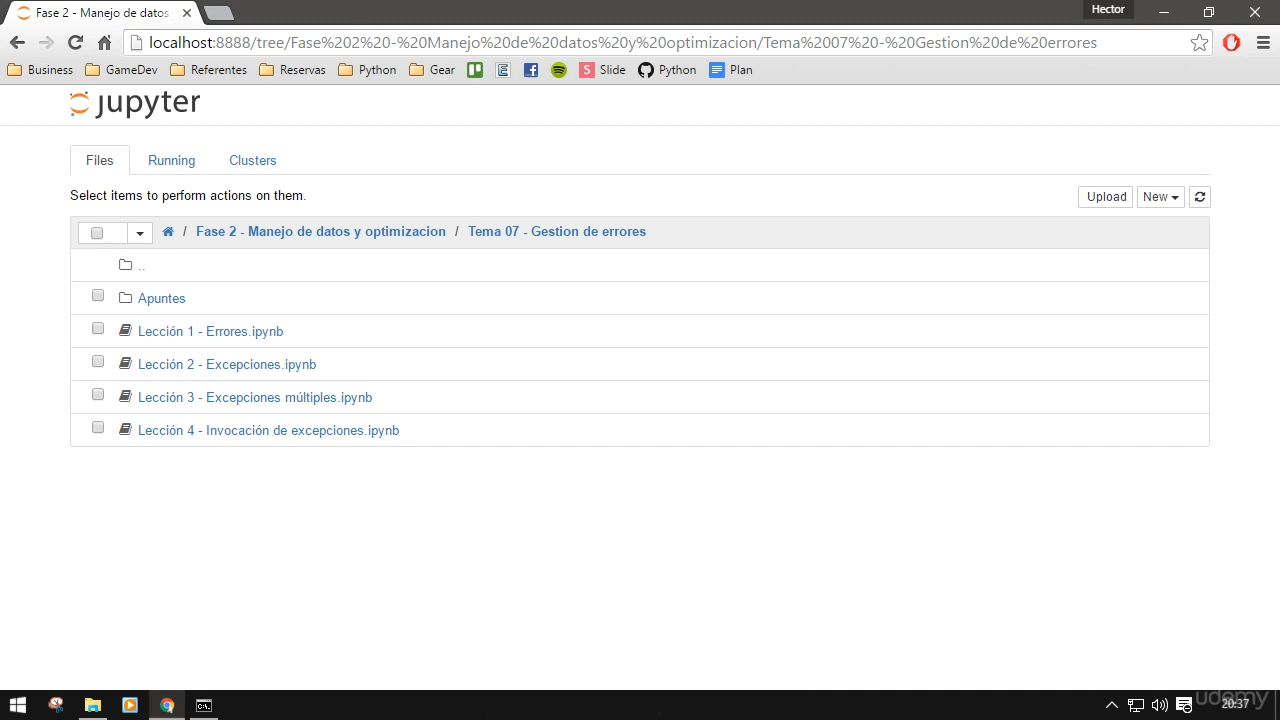 Fase 2 - Manejo de datos
Hector
localhost:8888/tree/Fase%202%20-%20Manejo%20de%20datos%20y%20optimizacion/Tema%2007%20-%20Gestion%20de%20errores
Business GameDev Referentes Reservas Python Gear Slide Python Plan
jupyter
Files Running Clusters
Select items to perform actions on them.
Upload New
/ Fase 2 - Manejo de datos y optimizacion / Tema 07 - Gestion de errores
..
Apuntes
Lección 1 - Errores.ipynb
Lección 2 - Excepciones.ipynb
Lección 3 - Excepciones múltiples.ipynb
Lección 4 - Invocación de excepciones.ipynb
udemy
20:37